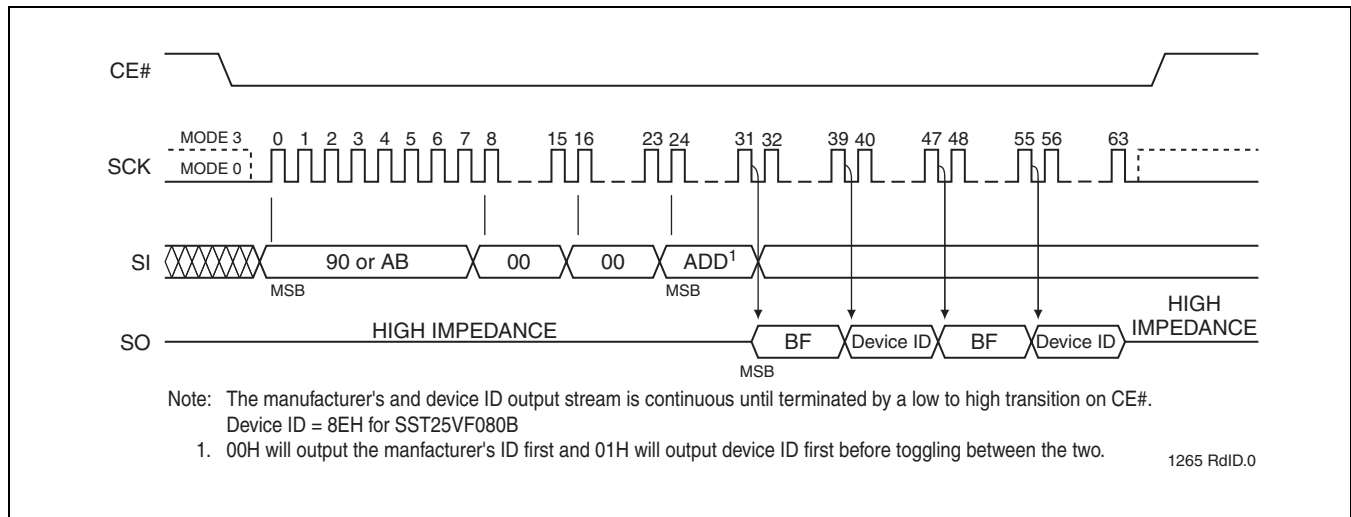 CE#
MODE 3
0 1 2 3 4 5 6 7 8 15 16 23 24 31 32 39 40 47 48 55 56 63
SCK
MODE 0
SI
90 or AB 00 00 ADD1
MSB MSB
HIGH IMPEDANCE
HIGH IMPEDANCE
SO
BF Device ID BF Device ID
MSB
Note: The manufacturer's and device ID output stream is continuous until terminated by a low to high transition on CE#.
Device ID = 8EH for SST25VF080B
1. 00H will output the manfacturer's ID first and 01H will output device ID first before toggling between the two.
1265 RdID.0